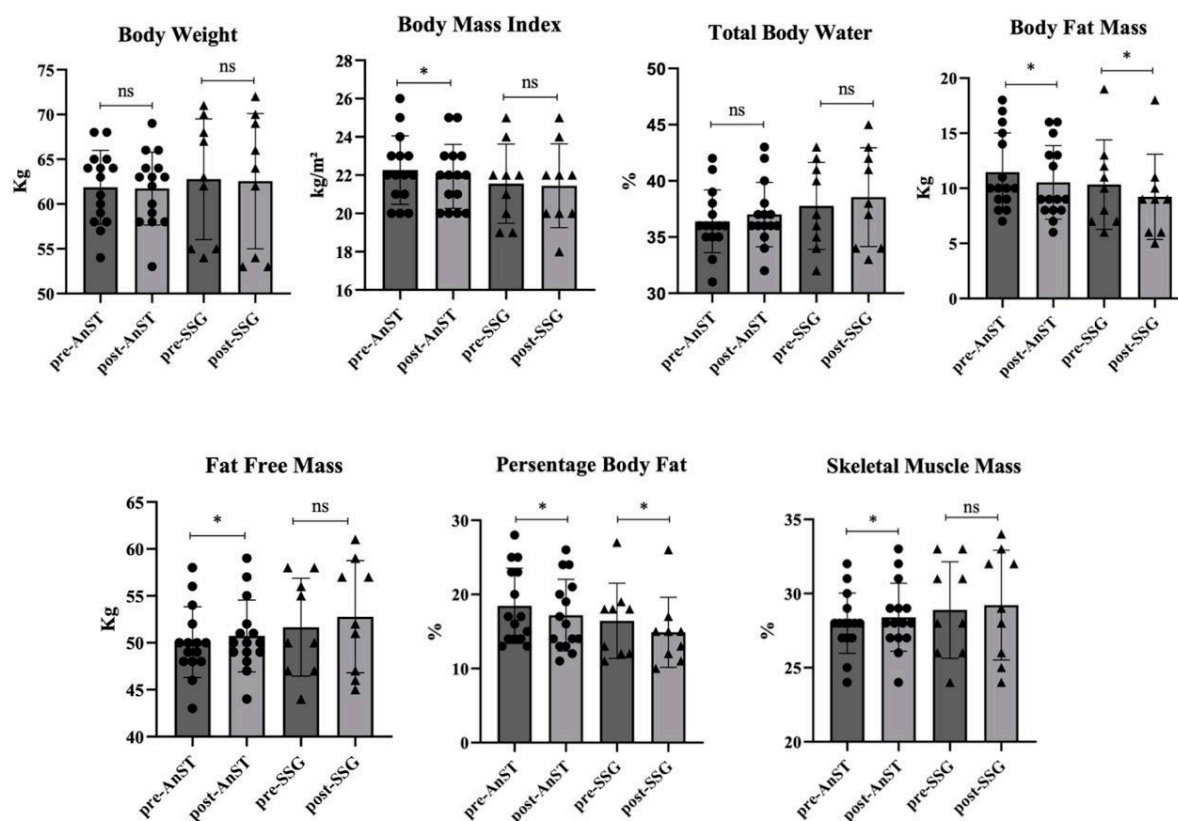 Body Weight
75
70
65
60
55
50
Kg
ns
ns
pre-AnST
post-AnST
pre-SSG
post-SSG
Body Mass Index
28
26
24
22
20
18
16
kg/m²
*
ns
pre-AnST
post-AnST
pre-SSG
post-SSG
Total Body Water
50
45
40
35
30
%
ns
ns
pre-AnST
post-AnST
pre-SSG
post-SSG
Body Fat Mass
20
15
10
5
0
Kg
*
*
pre-AnST
post-AnST
pre-SSG
post-SSG
Fat Free Mass
65
60
55
50
45
40
Kg
*
ns
pre-AnST
post-AnST
pre-SSG
post-SSG
Persentage Body Fat
30
20
10
0
%
*
*
pre-AnST
post-AnST
pre-SSG
post-SSG
Skeletal Muscle Mass
35
30
25
20
%
*
ns
pre-AnST
post-AnST
pre-SSG
post-SSG